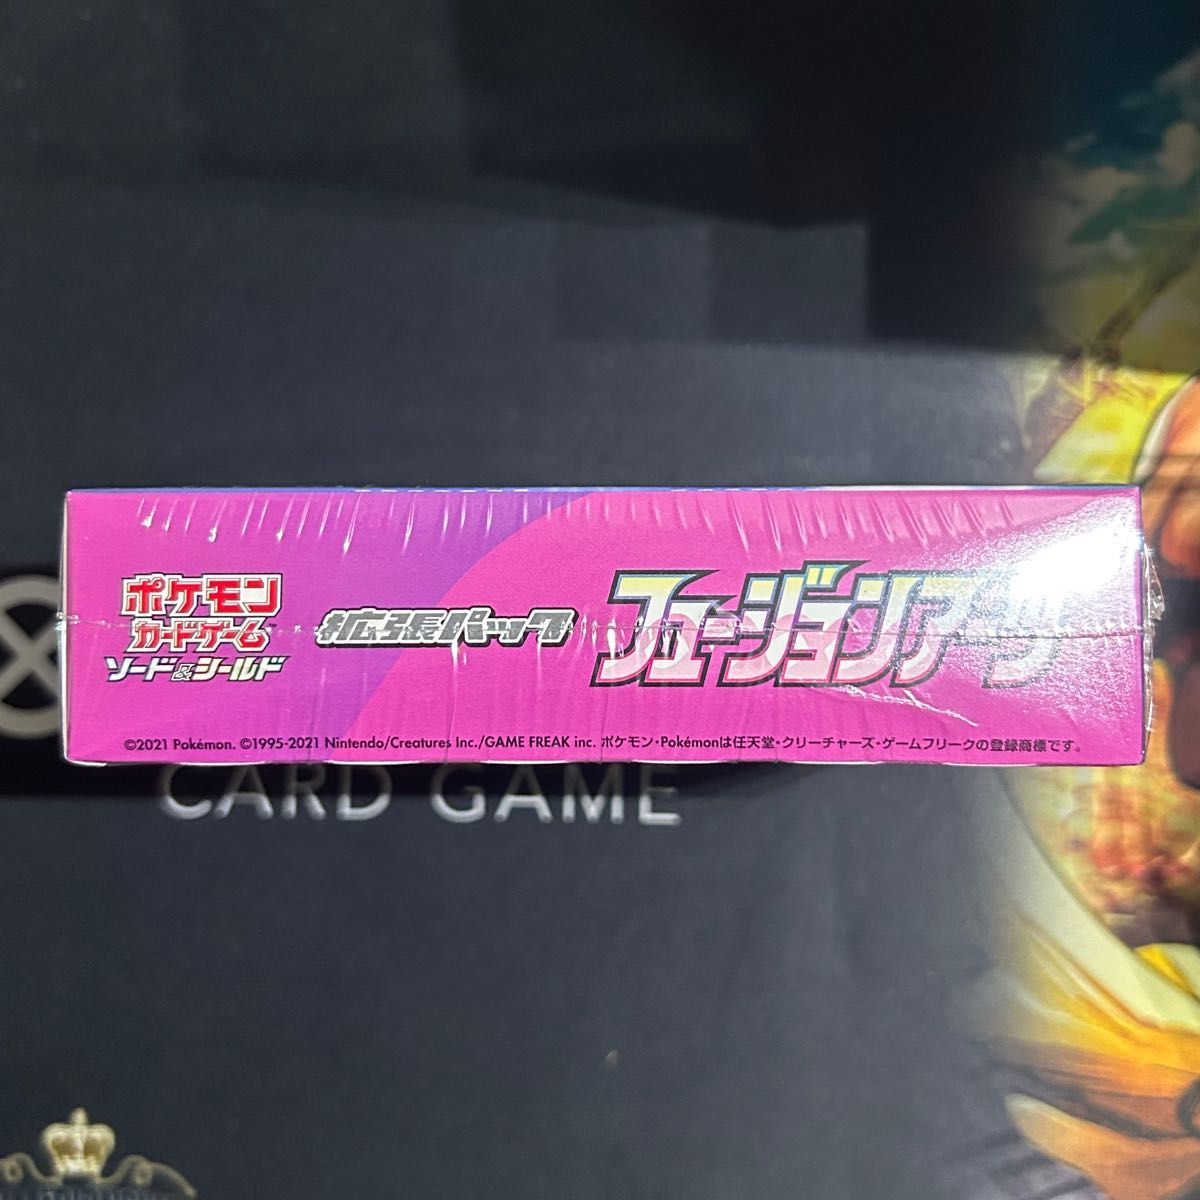 ポケモン
カードゲーム
ソード&シールド
拡張パック
フュージョンアーツ
©2021 Pokémon. ©1995-2021 Nintendo/Creatures Inc./GAME FREAK inc. ポケモン・Pokémonは任天堂・クリーチャーズ・ゲームフリークの登録商標です。
CARD GAME